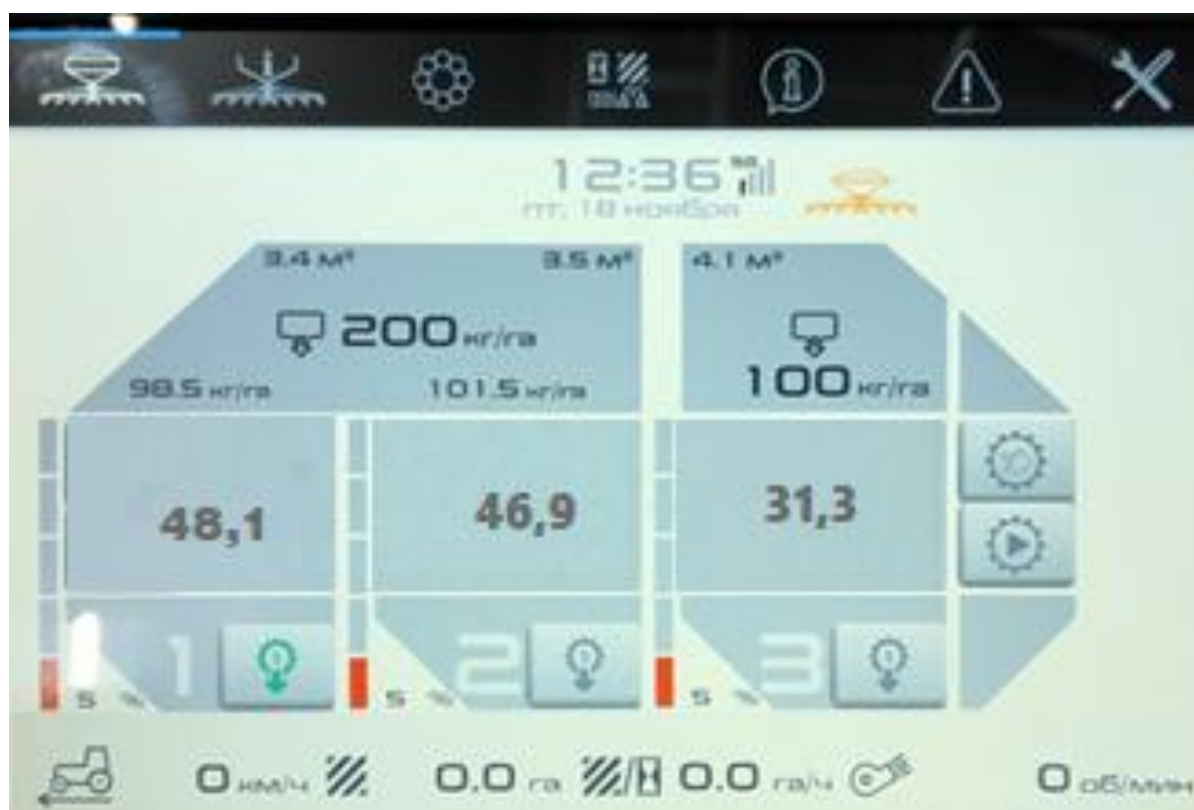 12:36
пт, 18 ноября
3.4 м³ 3.5 м³ 4.1 м³
200 кг/га
98.5 кг/га 101.5 кг/га 100 кг/га
48,1 46,9 31,3
1 2 3
5 % 5 % 5 %
0 км/ч 0.0 га 0.0 га/ч 0 об/мин